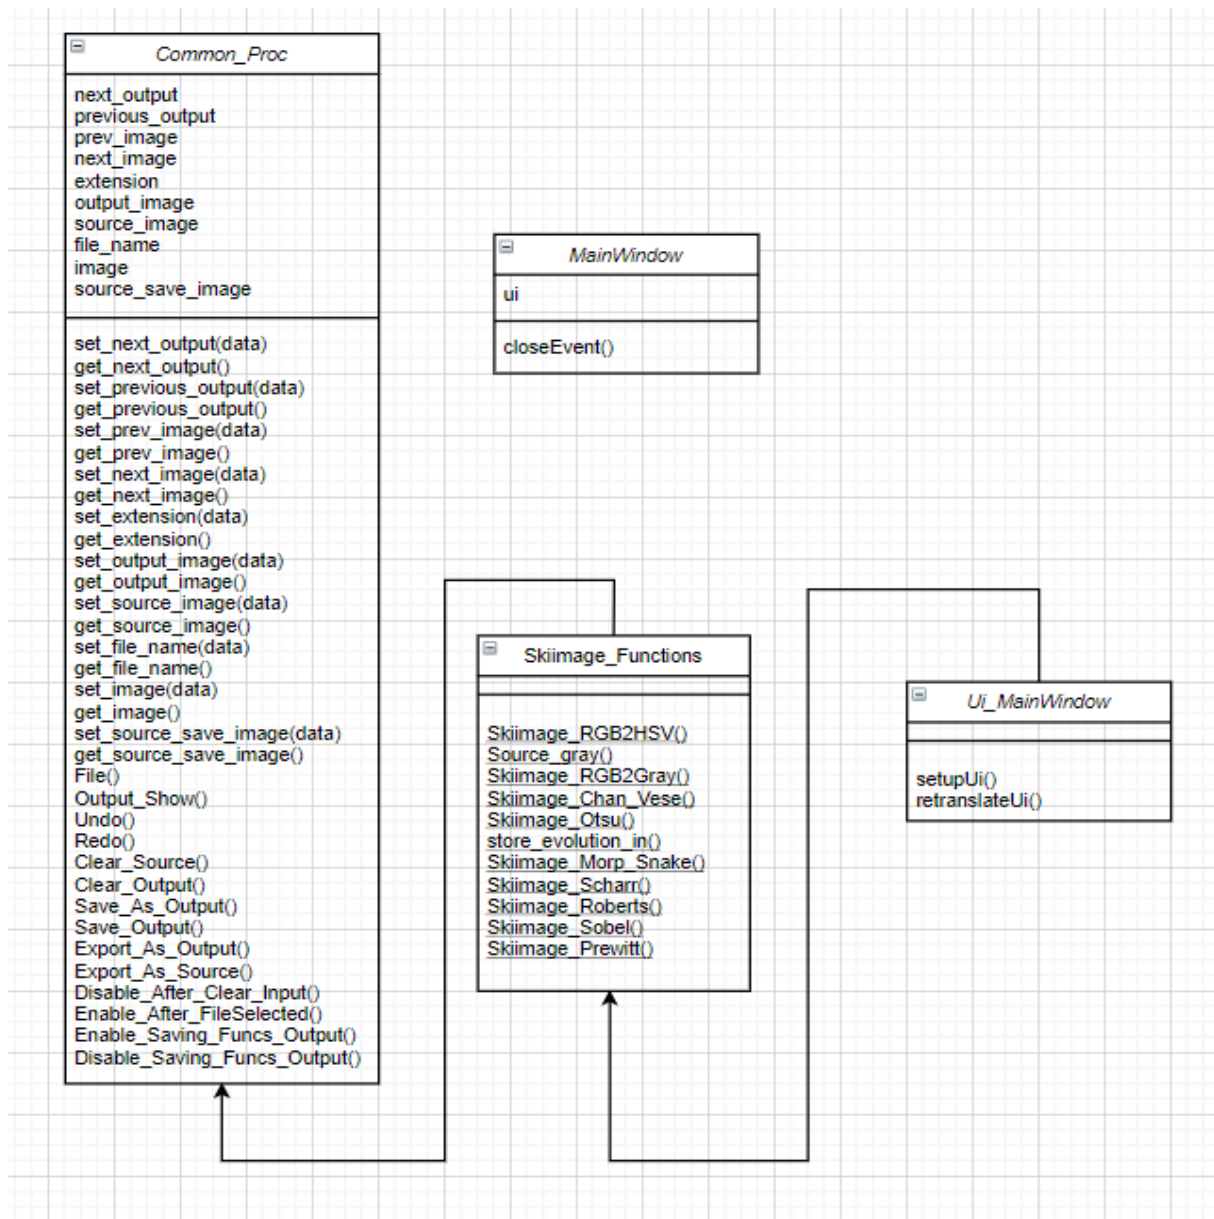 Common_Proc
next_output
previous_output
prev_image
next_image
extension
output_image
source_image
file_name
image
source_save_image
set_next_output(data)
get_next_output()
set_previous_output(data)
get_previous_output()
set_prev_image(data)
get_prev_image()
set_next_image(data)
get_next_image()
set_extension(data)
get_extension()
set_output_image(data)
get_output_image()
set_source_image(data)
get_source_image()
set_file_name(data)
get_file_name()
set_image(data)
get_image()
set_source_save_image(data)
get_source_save_image()
File()
Output_Show()
Undo()
Redo()
Clear_Source()
Clear_Output()
Save_As_Output()
Save_Output()
Export_As_Output()
Export_As_Source()
Disable_After_Clear_Input()
Enable_After_FileSelected()
Enable_Saving_Funcs_Output()
Disable_Saving_Funcs_Output()
MainWindow
ui
closeEvent()
Skiimage_Functions
Skiimage_RGB2HSV()
Source_gray()
Skiimage_RGB2Gray()
Skiimage_Chan_Vese()
Skiimage_Otsu()
store_evolution_in()
Skiimage_Morp_Snake()
Skiimage_Scharr()
Skiimage_Roberts()
Skiimage_Sobel()
Skiimage_Prewitt()
Ui_MainWindow
setupUi()
retranslateUi()